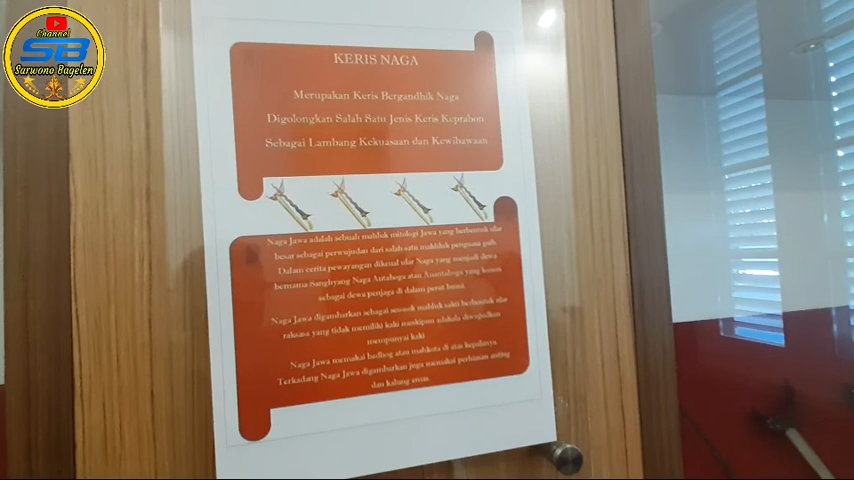 Channel
SB
Sarwono Bagelen
KERIS NAGA
Merupakan Keris Bergandhik Naga
Digolongkan Salah Satu Jenis Keris Keprabon
Sebagai Lambang Kekuasaan dan Kewibawaan
Naga Jawa adalah sebuah mahluk mitologi Jawa yang berbentuk ular
besar sebagai perwujudan dari salah satu makhluk penguasa gaib
Dalam cerita pewayangan dikenal ular Naga yang menjadi dewa
bernama Sanghyang Naga Antaboga atau Anantaboga yang konon
sebagai dewa penjaga di dalam perut bumi
Naga Jawa digambarkan sebagai sesosok mahluk sakti berbentuk ular
raksasa yang tidak memiliki kaki meskipun adakala diwujudkan
mempunyai kaki
Naga Jawa memakai badhog atau mahkota di atas kepalanya
Terkadang Naga Jawa digambarkan juga memakai perhiasan anting
dan kalung emas